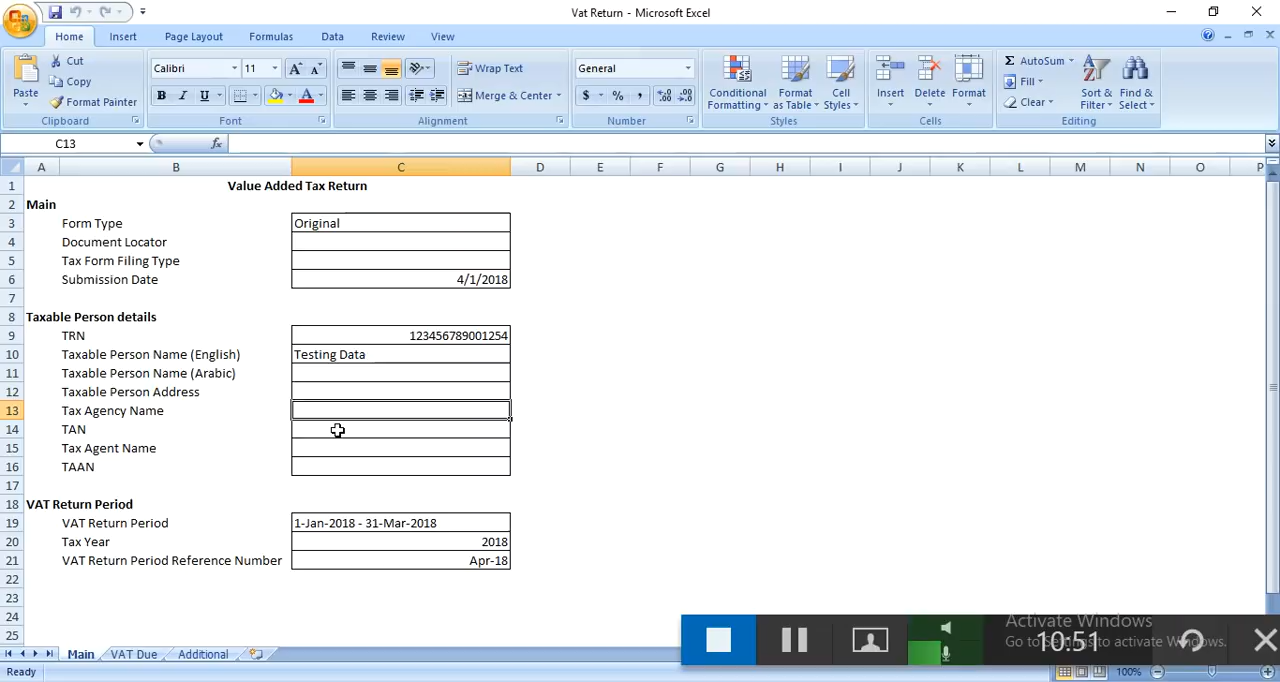 Vat Return - Microsoft Excel
Home Insert Page Layout Formulas Data Review View
Paste Cut Copy Format Painter Clipboard
Calibri 11 A A B I U A Font
Wrap Text Merge & Center Alignment
General $ % , .0 .00 .00 .0 Number
Conditional Formatting Format as Table Cell Styles Styles
Insert Delete Format Cells
Σ AutoSum Fill Clear Sort & Filter Find & Select Editing
C13 fx
A B C D E F G H I J K L M N O P
1 Value Added Tax Return
2 Main
3 Form Type Original
4 Document Locator
5 Tax Form Filing Type
6 Submission Date 4/1/2018
7
8 Taxable Person details
9 TRN 123456789001254
10 Taxable Person Name (English) Testing Data
11 Taxable Person Name (Arabic)
12 Taxable Person Address
13 Tax Agency Name
14 TAN
15 Tax Agent Name
16 TAAN
17
18 VAT Return Period
19 VAT Return Period 1-Jan-2018 - 31-Mar-2018
20 Tax Year 2018
21 VAT Return Period Reference Number Apr-18
22
23
24
25
Activate Windows
Go to Settings to activate Windows.
10:51
Main VAT Due Additional
Ready 100%